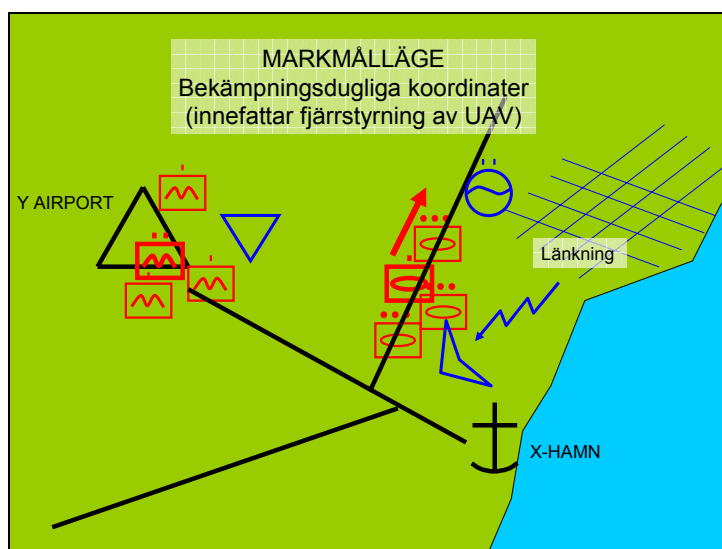 MARKMÅLLÄGE
Bekämpningsdugliga koordinater
(innefattar fjärrstyrning av UAV)
Y AIRPORT
Länkning
X-HAMN